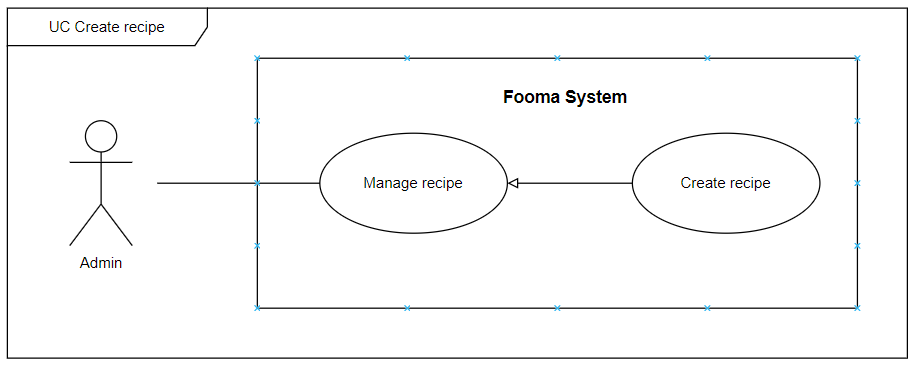 UC Create recipe
Fooma System
Manage recipe
Create recipe
Admin